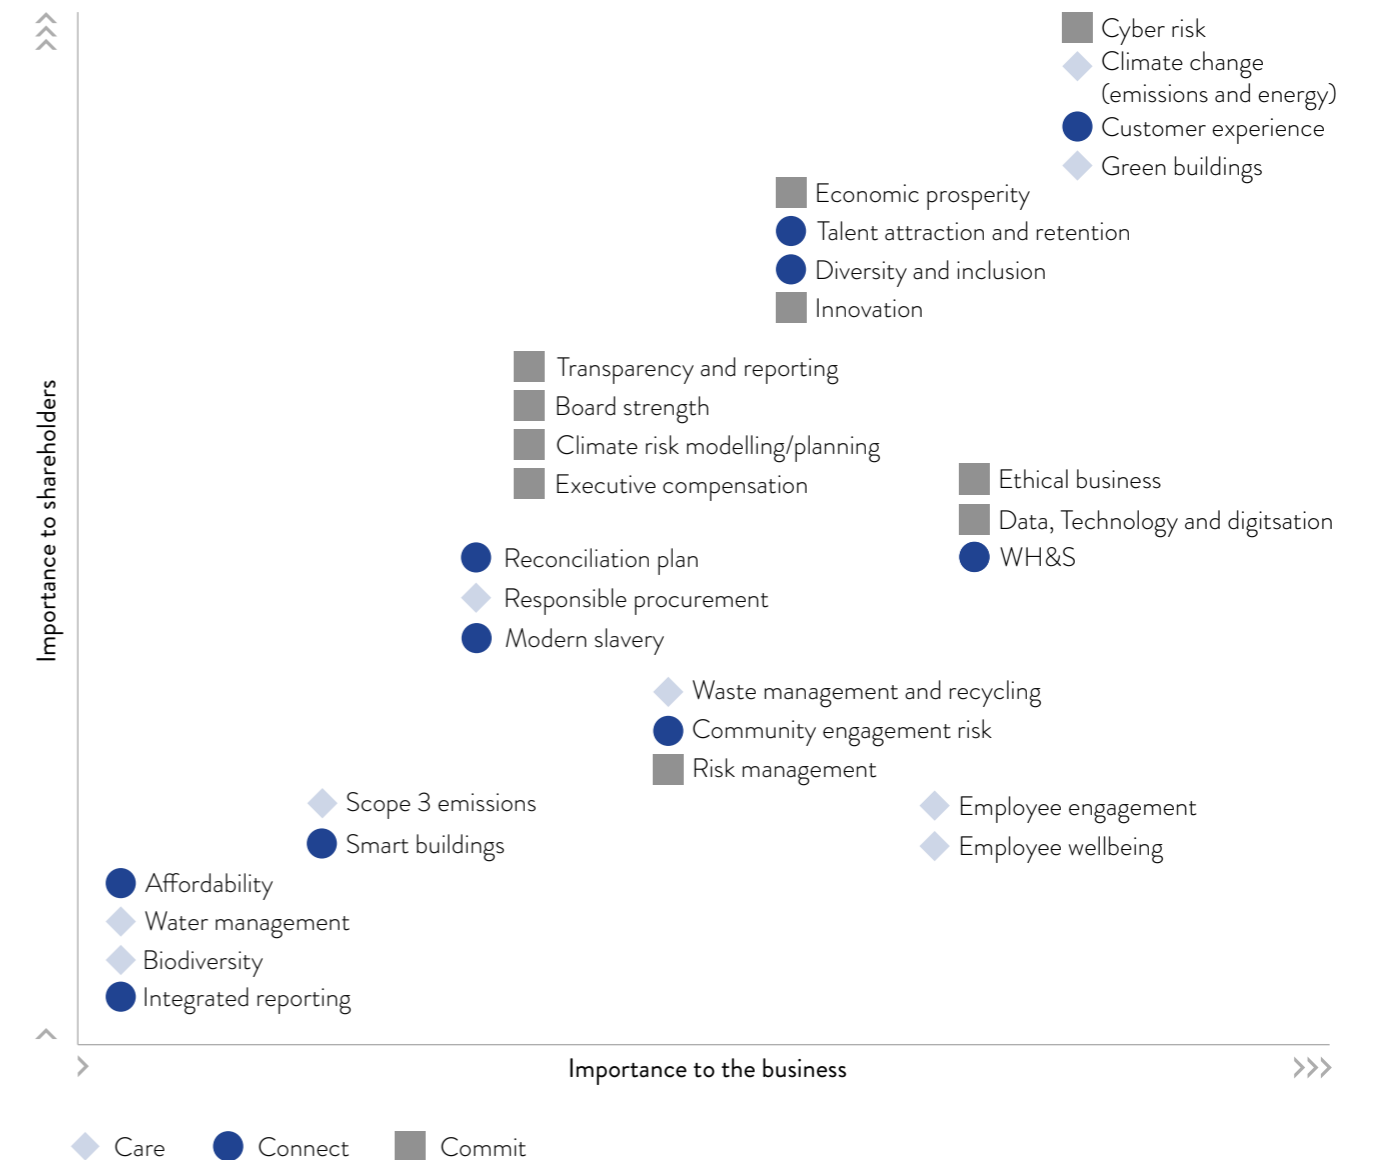 Cyber risk
Climate change
(emissions and energy)
Customer experience
Green buildings
Economic prosperity
Talent attraction and retention
Diversity and inclusion
Innovation
Transparency and reporting
Board strength
Climate risk modelling/planning
Executive compensation
Ethical business
Data, Technology and digitsation
WH&S
Reconciliation plan
Responsible procurement
Modern slavery
Waste management and recycling
Community engagement risk
Risk management
Scope 3 emissions
Smart buildings
Employee engagement
Employee wellbeing
Affordability
Water management
Biodiversity
Integrated reporting
Importance to shareholders
Importance to the business
Care
Connect
Commit